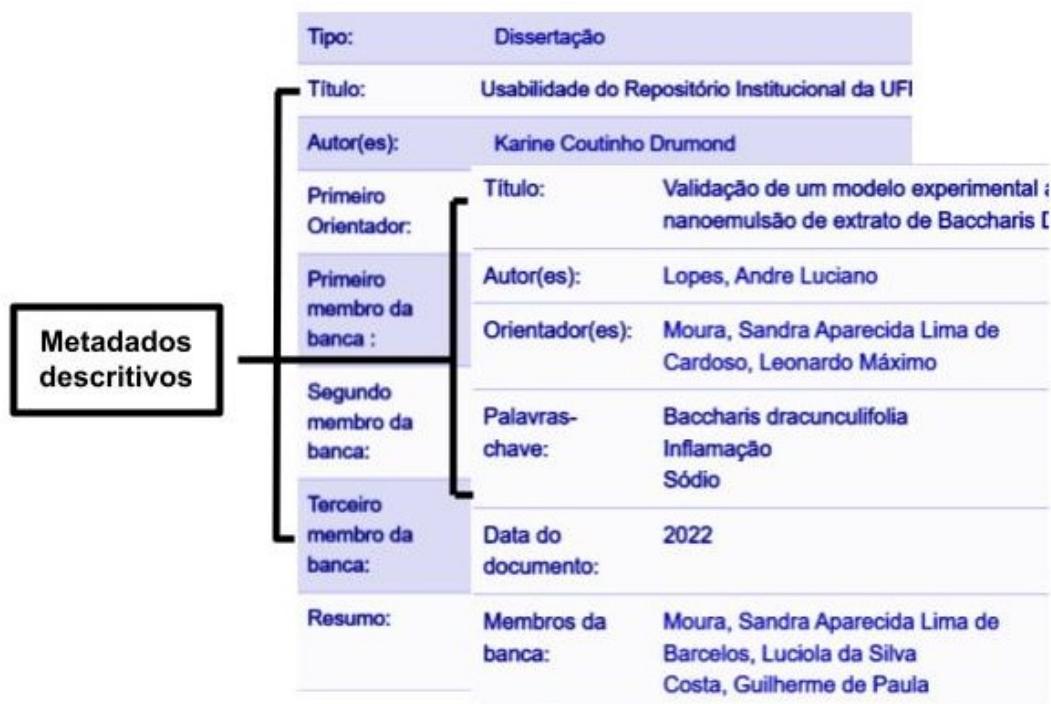 Metadados
descritivos
Tipo: Dissertação
Título: Usabilidade do Repositório Institucional da
Autor(es): Karine Coutinho Drumond
Primeiro
Orientador:
Primeiro
membro da
banca :
Segundo
membro da
banca:
Terceiro
membro da
banca:
Resumo:
Título: Validação de um modelo experimental
nanoemulsão de extrato de Baccharis
Autor(es): Lopes, Andre Luciano
Orientador(es): Moura, Sandra Aparecida Lima de
Cardoso, Leonardo Máximo
Palavras- Baccharis dracunculifolia
chave: Inflamação
Sódio
Data do 2022
documento:
Membros da Moura, Sandra Aparecida Lima de
banca: Barcelos, Luciola da Silva
Costa, Guilherme de Paula